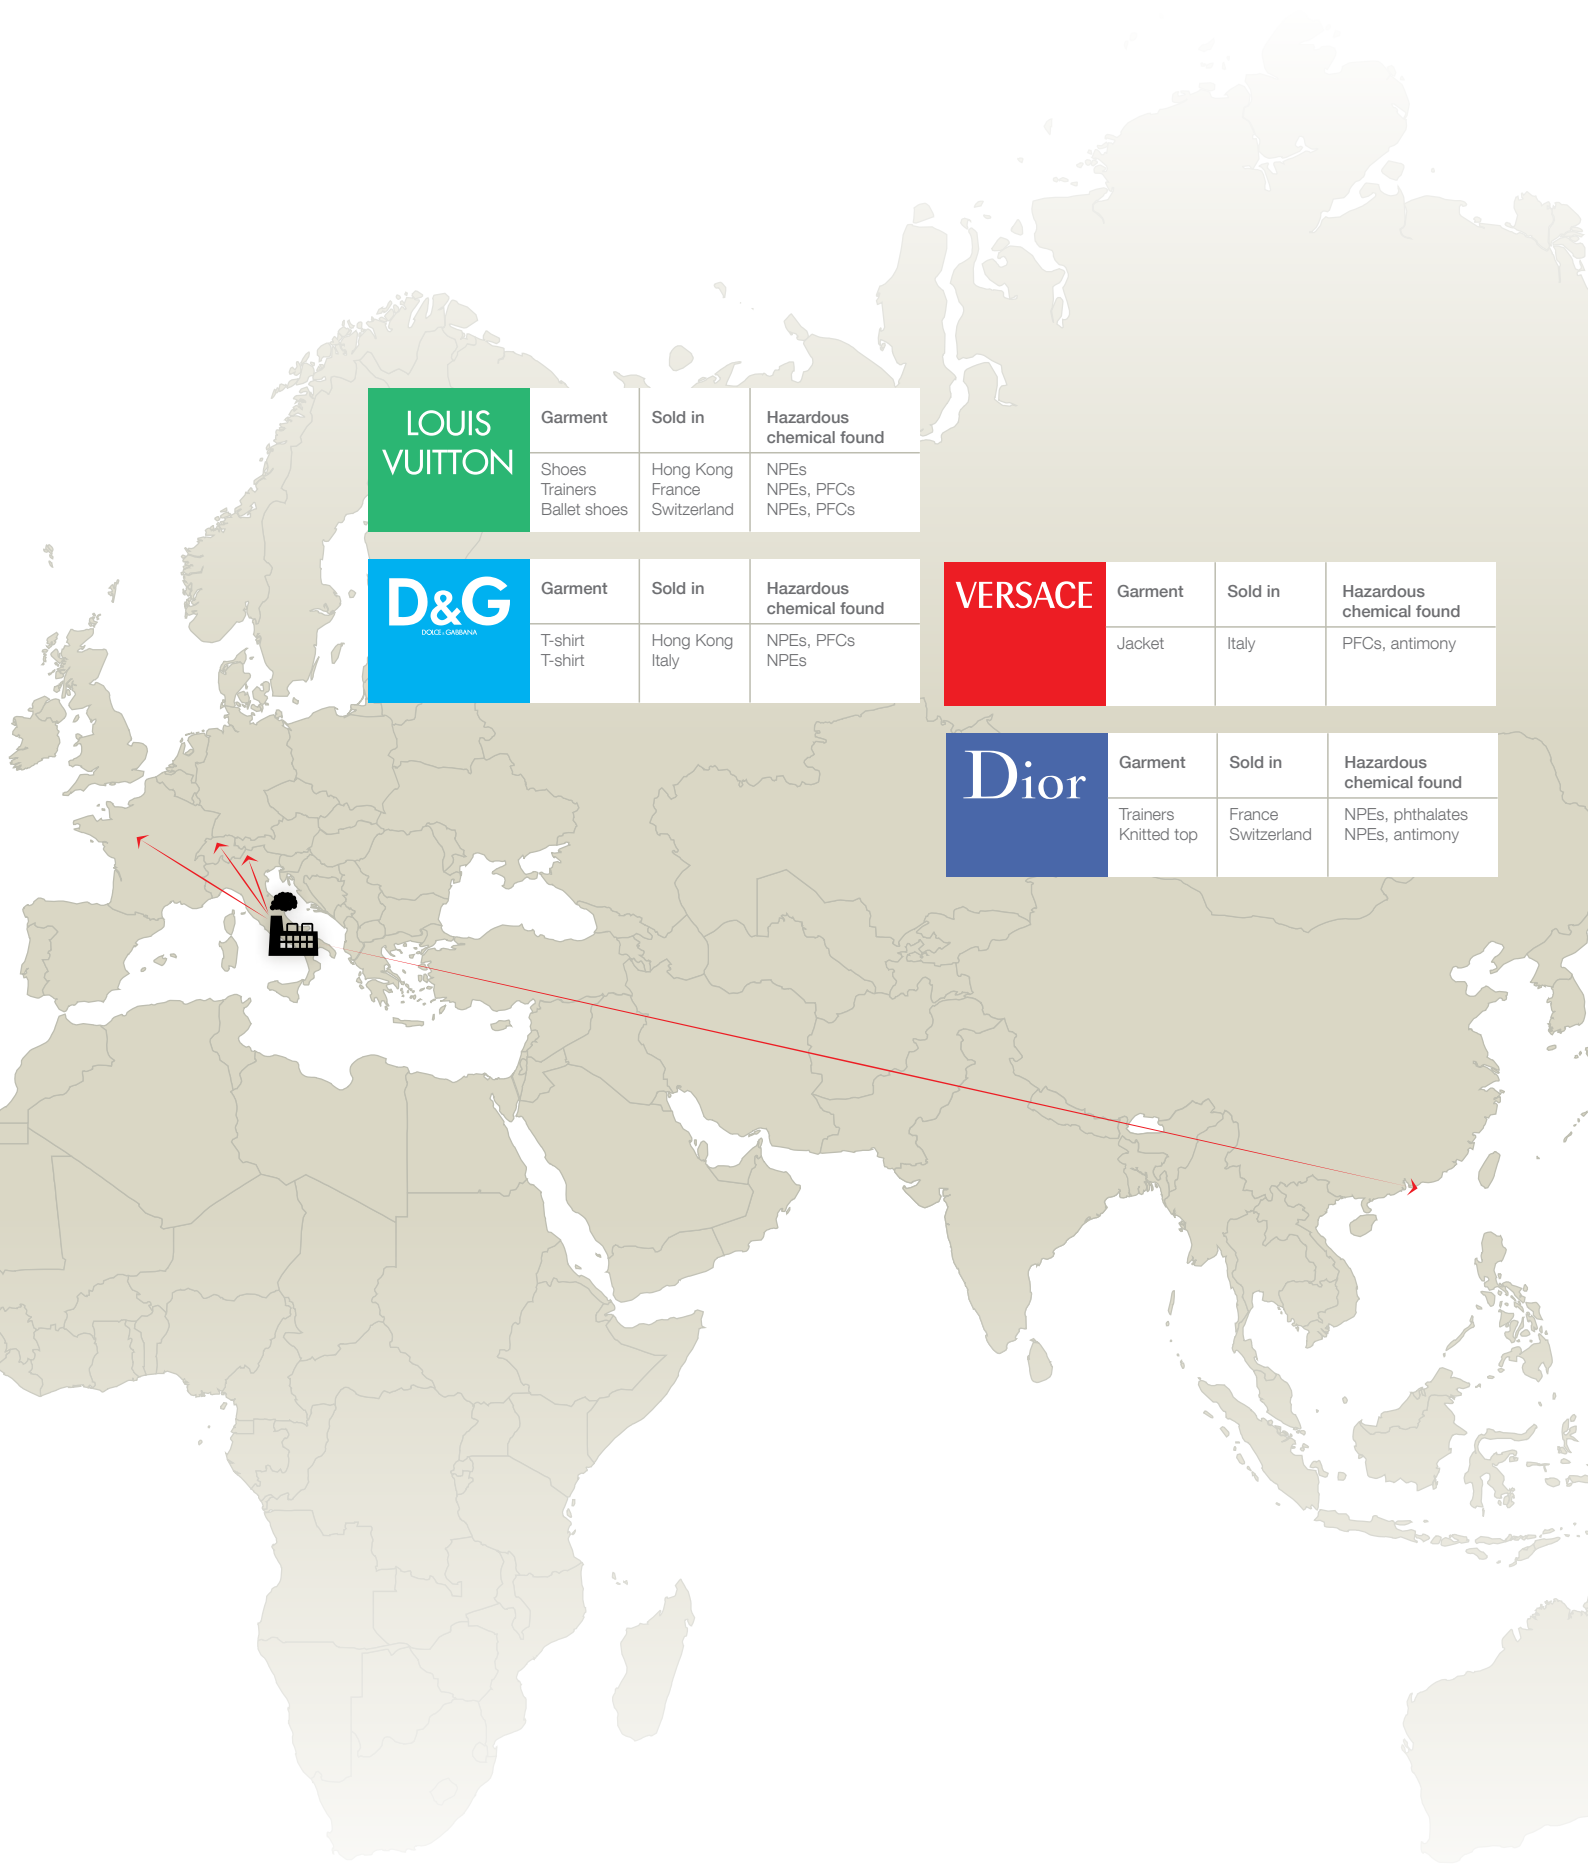 LOUIS
VUITTON
Garment Sold in Hazardous
chemical found
Shoes Hong Kong NPEs
Trainers France NPEs, PFCs
Ballet shoes Switzerland NPEs, PFCs
D&G
DOLCE & GABBANA
Garment Sold in Hazardous
chemical found
T-shirt Hong Kong NPEs, PFCs
T-shirt Italy NPEs
VERSACE
Garment Sold in Hazardous
chemical found
Jacket Italy PFCs, antimony
Dior
Garment Sold in Hazardous
chemical found
Trainers France NPEs, phthalates
Knitted top Switzerland NPEs, antimony